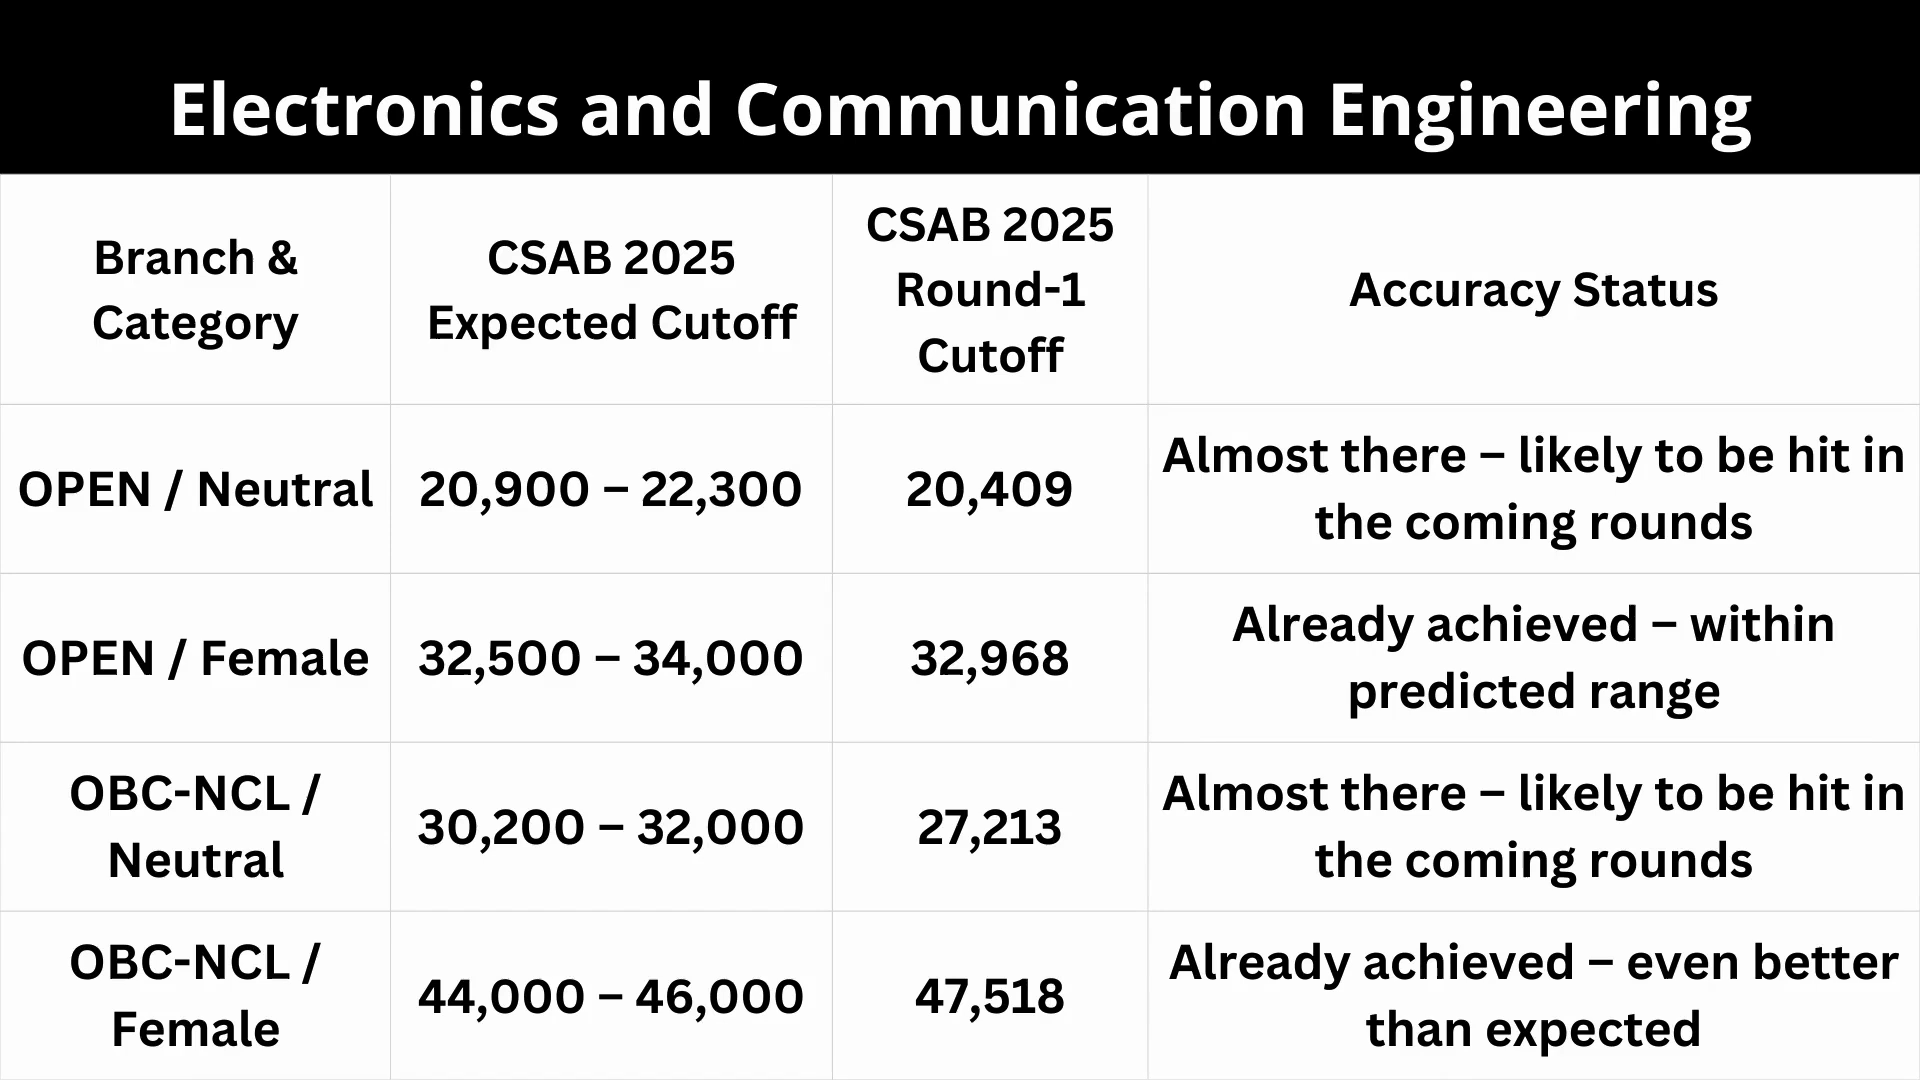 Electronics and Communication Engineering
Branch &
Category
CSAB 2025
Expected Cutoff
CSAB 2025
Round-1
Cutoff
Accuracy Status
OPEN / Neutral
20,900 – 22,300
20,409
Almost there – likely to be hit in
the coming rounds
OPEN / Female
32,500 – 34,000
32,968
Already achieved – within
predicted range
OBC-NCL /
Neutral
30,200 – 32,000
27,213
Almost there – likely to be hit in
the coming rounds
OBC-NCL /
Female
44,000 – 46,000
47,518
Already achieved – even better
than expected